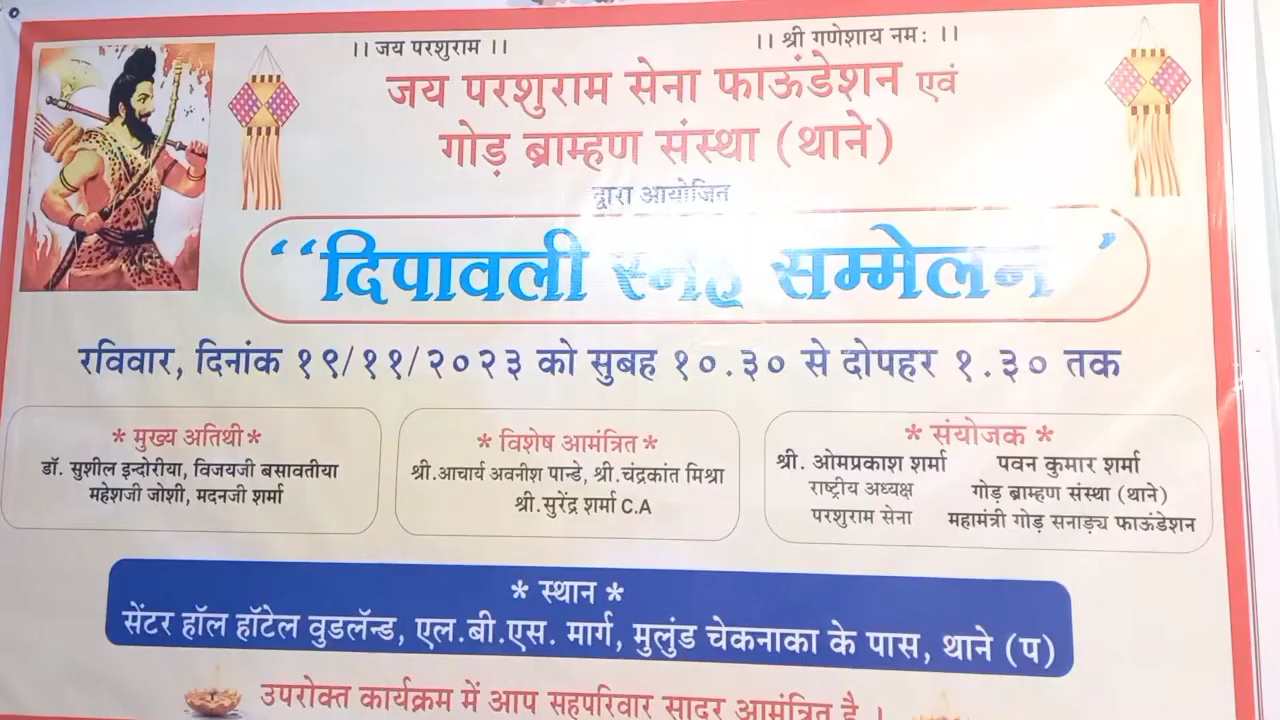 ।। जय परशुराम ।।
।। श्री गणेशाय नम: ।।
जय परशुराम सेना फाऊंडेशन एवं
गोड़ ब्राम्हण संस्था (थाने)
द्वारा आयोजित
“दिपावली स्नेह सम्मेलन”
रविवार, दिनांक १९/११/२०२३ को सुबह १०.३० से दोपहर १.३० तक
* मुख्य अतिथी *
डॉ. सुशील इन्दोरीया, विजयजी बसावतीया
महेशजी जोशी, मदनजी शर्मा
* विशेष आमंत्रित *
श्री.आचार्य अवनीश पान्डे, श्री.चंद्रकांत मिश्रा
श्री.सुरेंद्र शर्मा C.A
* संयोजक *
श्री. ओमप्रकाश शर्मा
राष्ट्रीय अध्यक्ष
परशुराम सेना
पवन कुमार शर्मा
गोड़ ब्राम्हण संस्था (थाने)
महामंत्री गोड़ सनाड्य फाऊंडेशन
* स्थान *
सेंटर हॉल हॉटेल वुडलॅन्ड, एल.बी.एस. मार्ग, मुलुंड चेकनाका के पास, थाने (प)
उपरोक्त कार्यक्रम में आप सहपरिवार सादर आमंत्रित है ।